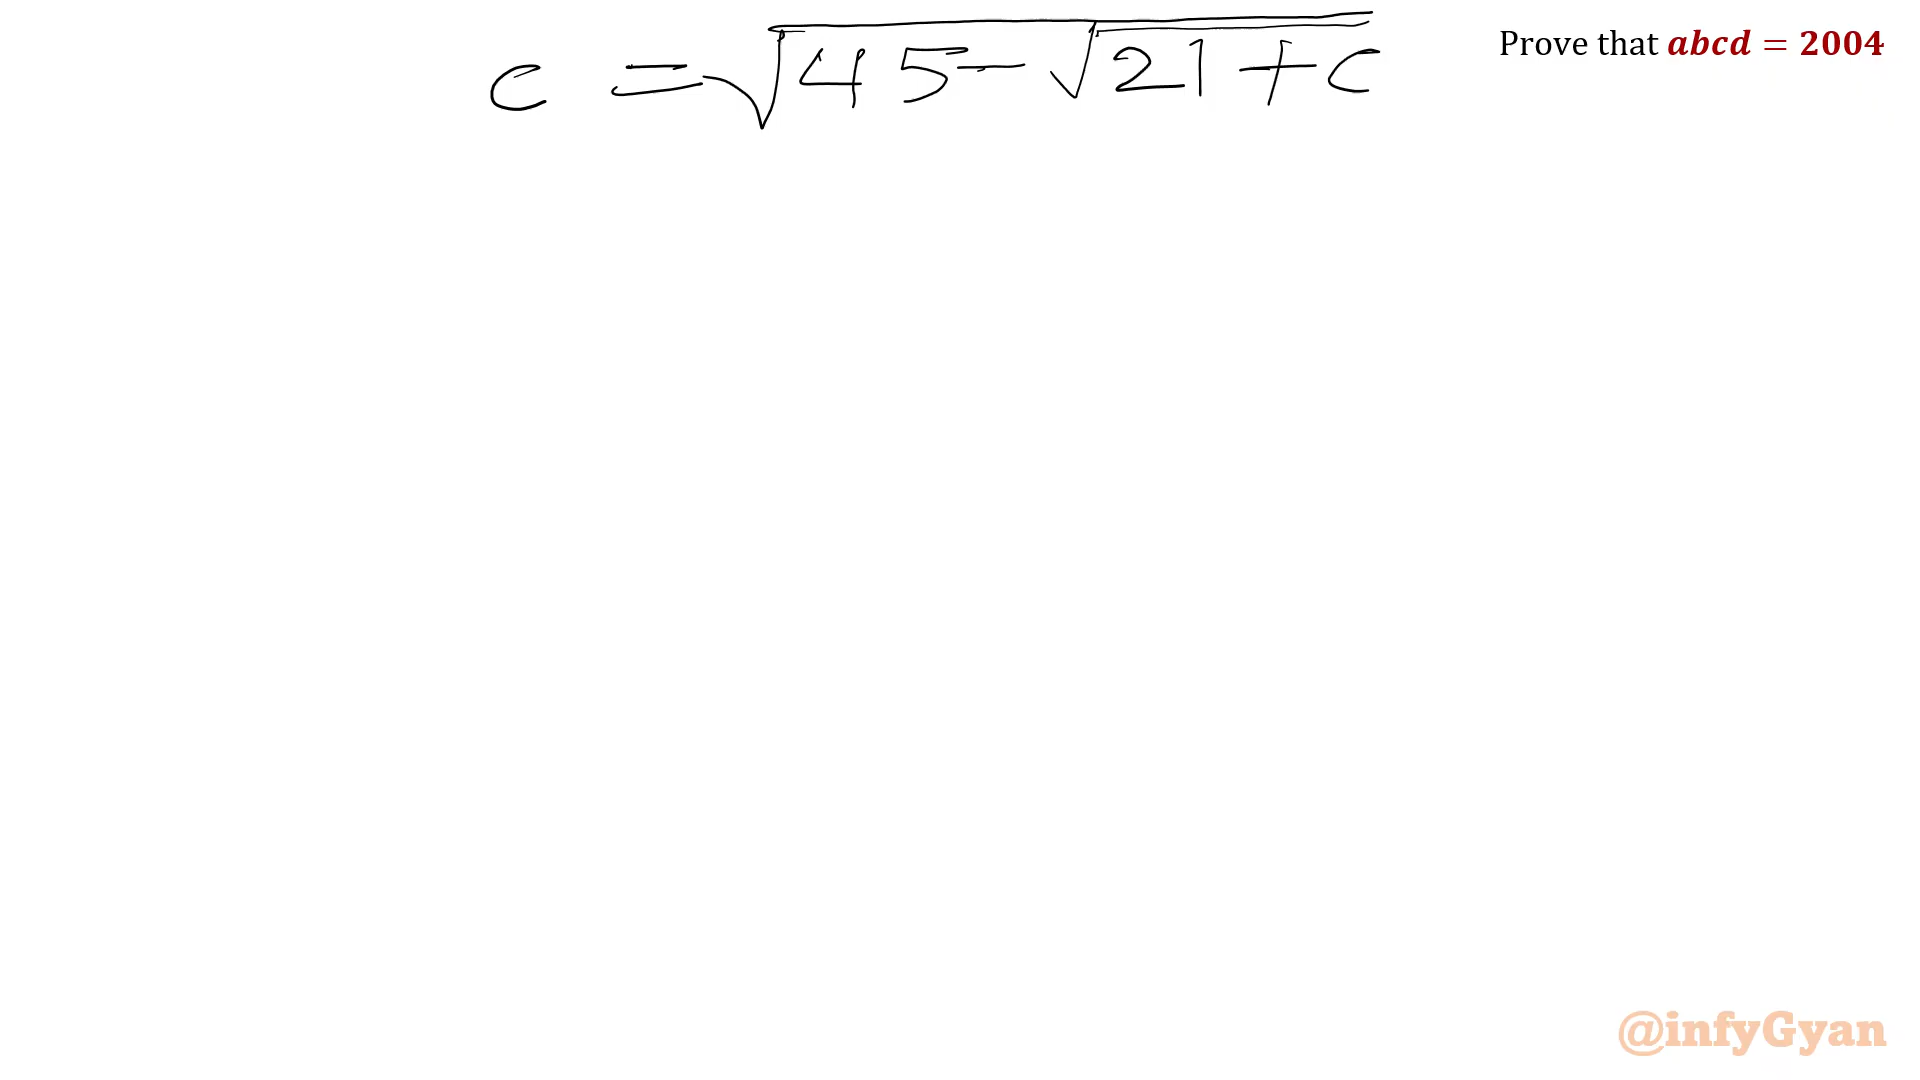 c = √(45 - √(21 + c
Prove that abcd = 2004
@infyGyan